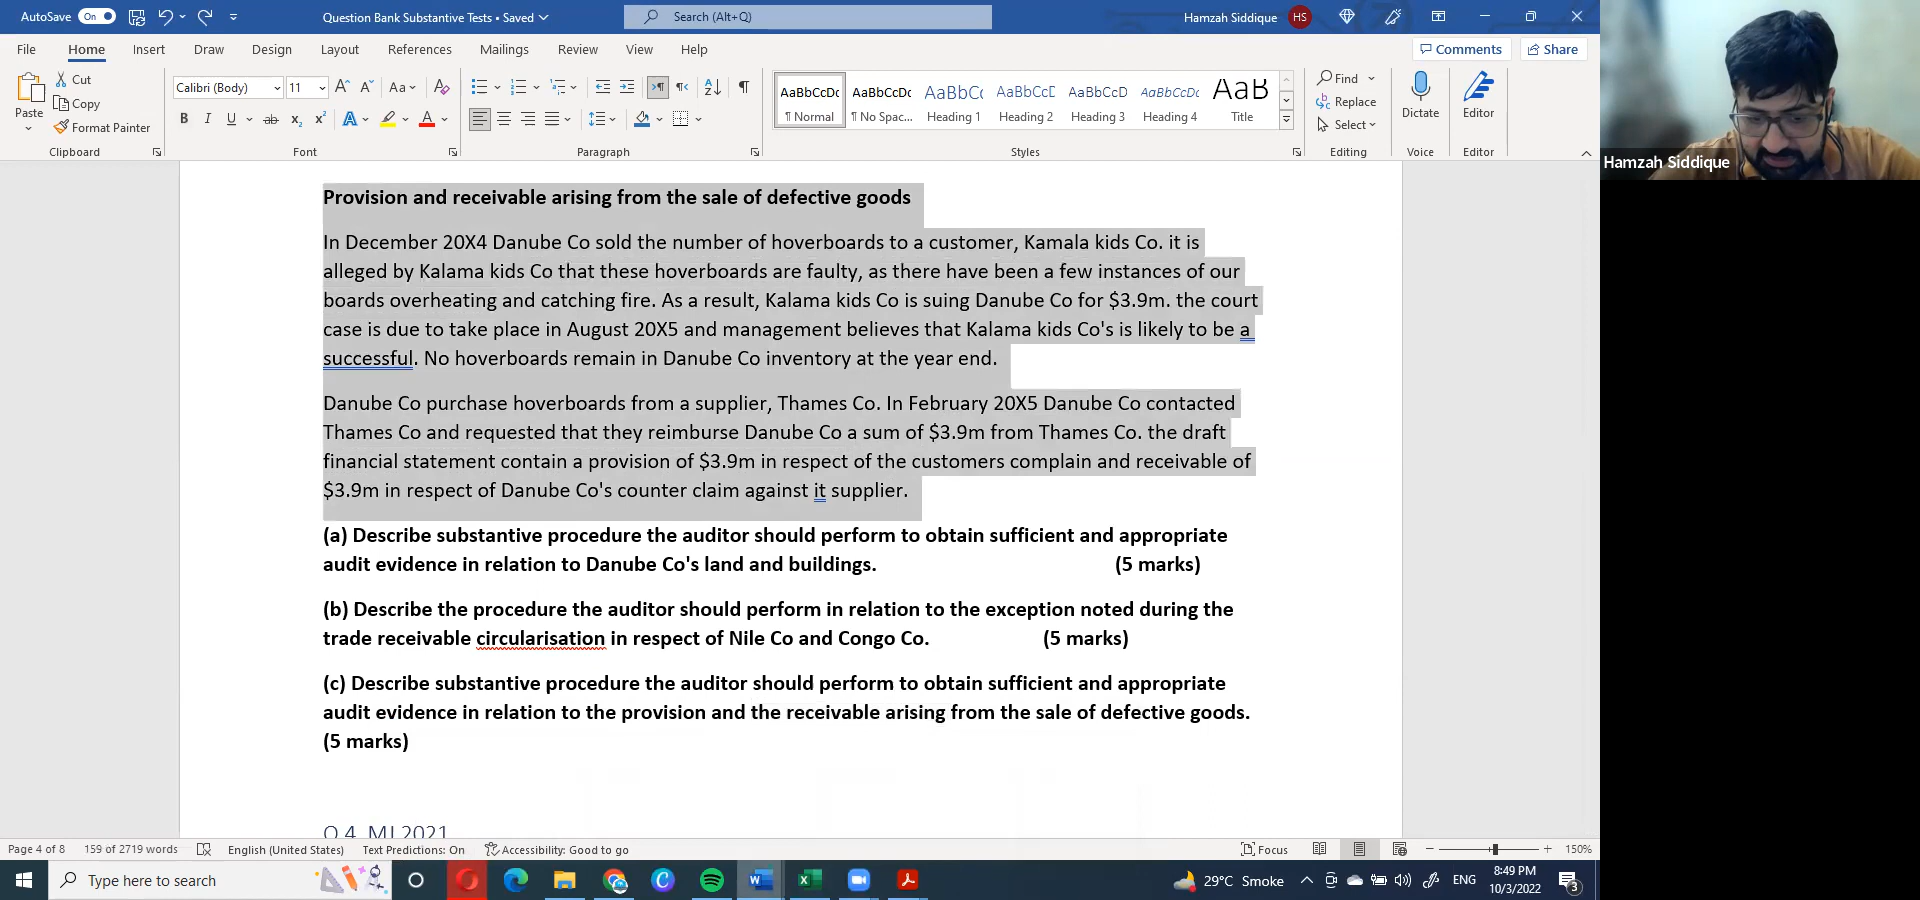 AutoSave On Question Bank Substantive Tests • Saved Search (Alt+Q) Hamzah Siddique HS
File Home Insert Draw Design Layout References Mailings Review View Help Comments Share
Paste Cut Copy Format Painter
Calibri (Body) 11
AaBbCcDc AaBbCcDc AaBbC AaBbCcD AaBbCcD AaBbCcDc AaB
¶ Normal ¶ No Spac... Heading 1 Heading 2 Heading 3 Heading 4 Title
Find Replace Select Dictate Editor
Clipboard Font Paragraph Styles Editing Voice Editor
Hamzah Siddique
Provision and receivable arising from the sale of defective goods
In December 20X4 Danube Co sold the number of hoverboards to a customer, Kamala kids Co. it is
alleged by Kalama kids Co that these hoverboards are faulty, as there have been a few instances of our
boards overheating and catching fire. As a result, Kalama kids Co is suing Danube Co for $3.9m. the court
case is due to take place in August 20X5 and management believes that Kalama kids Co's is likely to be a
successful. No hoverboards remain in Danube Co inventory at the year end.
Danube Co purchase hoverboards from a supplier, Thames Co. In February 20X5 Danube Co contacted
Thames Co and requested that they reimburse Danube Co a sum of $3.9m from Thames Co. the draft
financial statement contain a provision of $3.9m in respect of the customers complain and receivable of
$3.9m in respect of Danube Co's counter claim against it supplier.
(a) Describe substantive procedure the auditor should perform to obtain sufficient and appropriate
audit evidence in relation to Danube Co's land and buildings. (5 marks)
(b) Describe the procedure the auditor should perform in relation to the exception noted during the
trade receivable circularisation in respect of Nile Co and Congo Co. (5 marks)
(c) Describe substantive procedure the auditor should perform to obtain sufficient and appropriate
audit evidence in relation to the provision and the receivable arising from the sale of defective goods.
(5 marks)
Q 4 MJ 2021
Page 4 of 8 159 of 2719 words English (United States) Text Predictions: On Accessibility: Good to go Focus 150%
Type here to search 29°C Smoke ENG 8:49 PM
10/3/2022 3